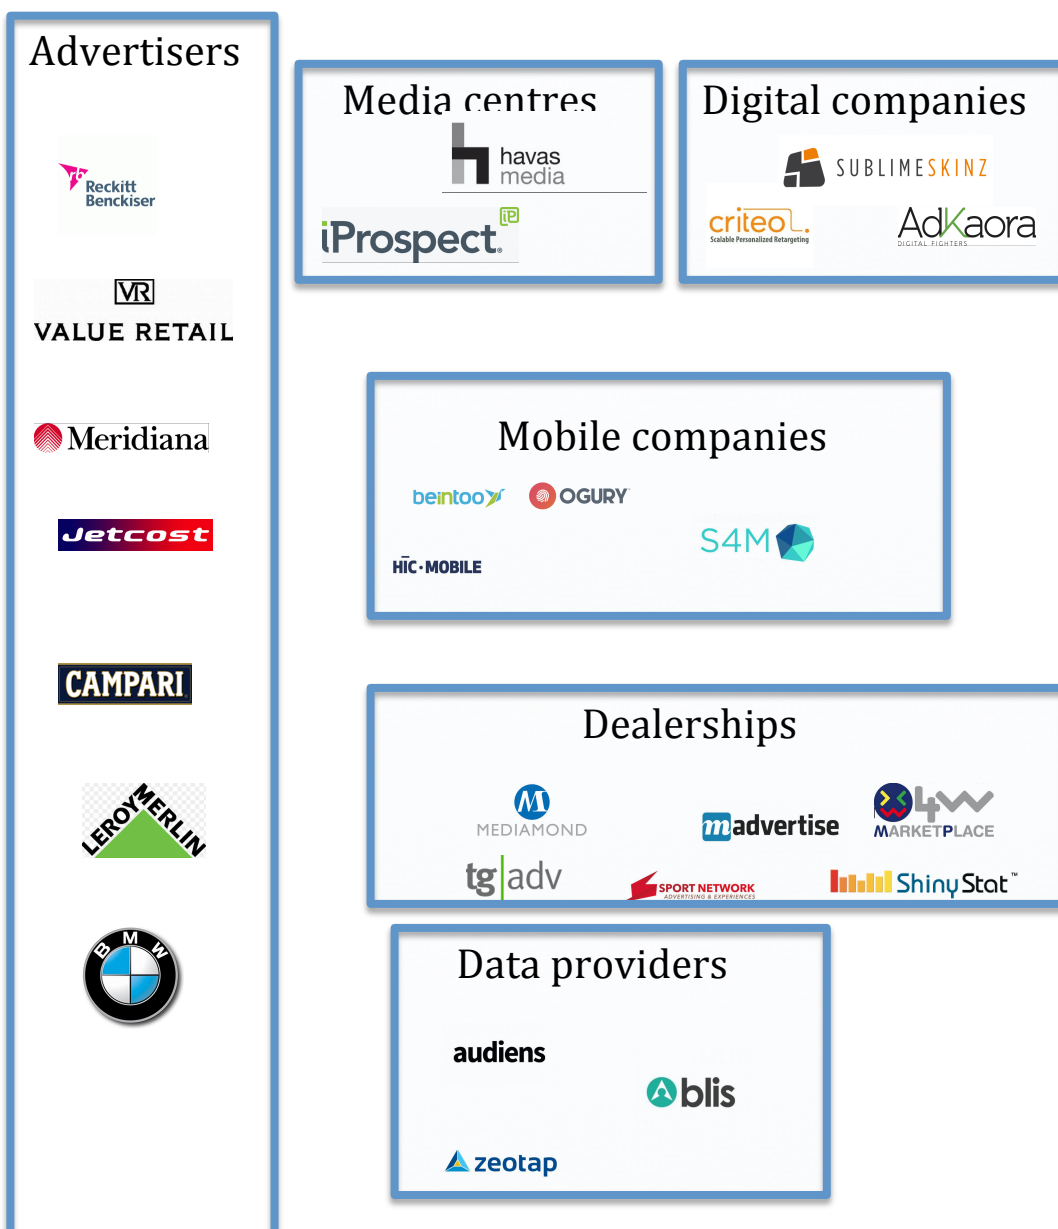 Advertisers
rb
Reckitt
Benckiser
VR
VALUE RETAIL
Meridiana
Jetcost
CAMPARI
LEROY MERLIN
BMW
Media centres
havas
media
iP
iProspect.®
Digital companies
SUBLIMESKINZ
criteo.
Scalable Personalized Retargeting
AdKaora
DIGITAL FIGHTERS
Mobile companies
beintoo
OGURY
S4M
HIC·MOBILE
Dealerships
M
MEDIAMOND
madvertise
4w
MARKETPLACE
tg|adv
SPORT NETWORK
ADVERTISING & EXPERIENCES
ShinyStat™
Data providers
audiens
blis
zeotap